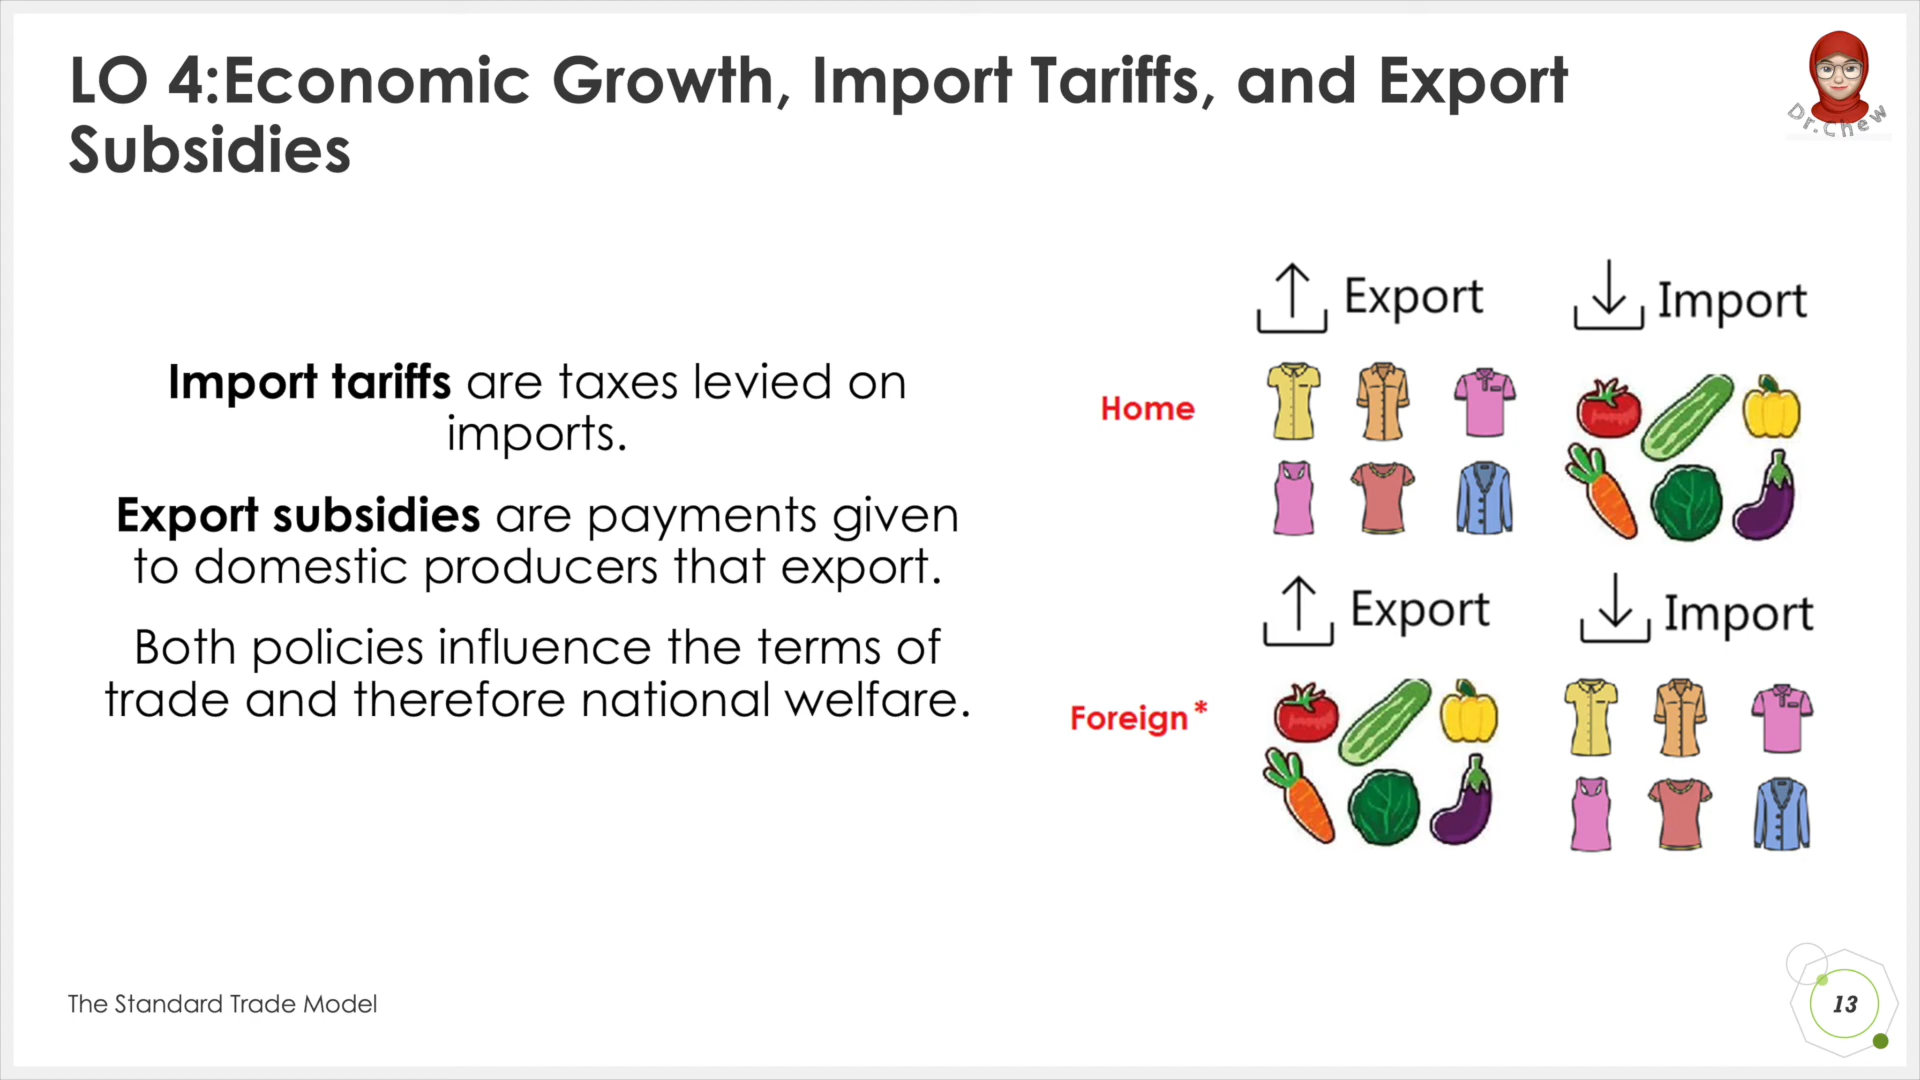 LO 4:Economic Growth, Import Tariffs, and Export
Subsidies
Dr.Chew
Import tariffs are taxes levied on
imports.
Export subsidies are payments given
to domestic producers that export.
Both policies influence the terms of
trade and therefore national welfare.
Export
Import
Home
Export
Import
Foreign*
The Standard Trade Model
13